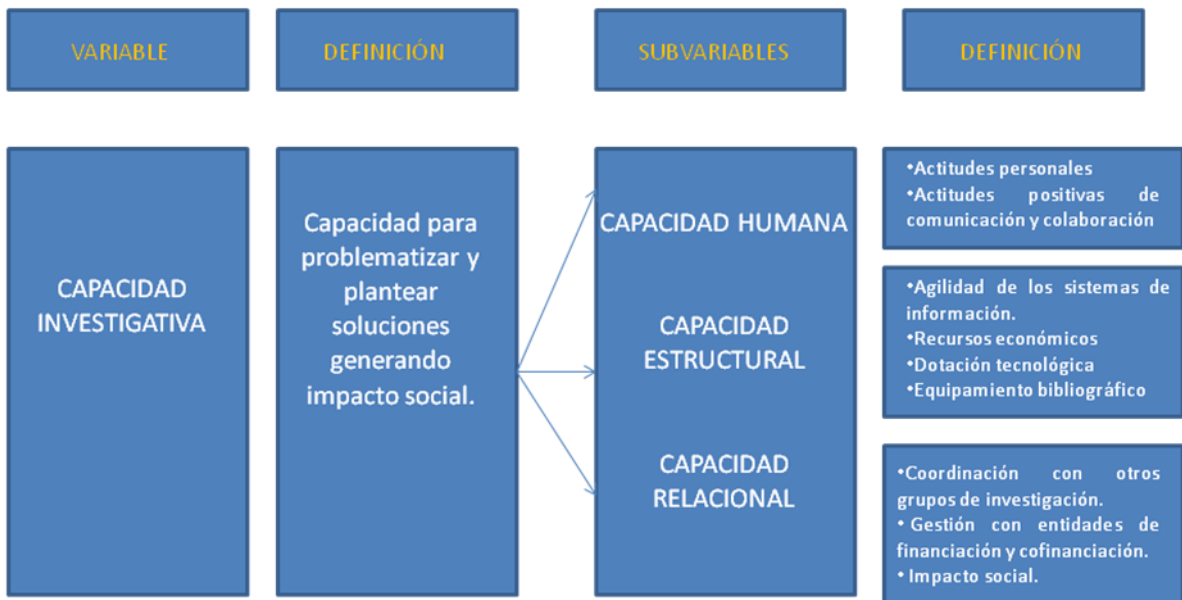 VARIABLE
DEFINICIÓN
SUBVARIABLES
DEFINICIÓN
CAPACIDAD
INVESTIGATIVA
Capacidad para
problematizar y
plantear
soluciones
generando
impacto social.
CAPACIDAD HUMANA
CAPACIDAD
ESTRUCTURAL
CAPACIDAD
RELACIONAL
•Actitudes personales
•Actitudes positivas de
comunicación y colaboración
•Agilidad de los sistemas de
información.
•Recursos económicos
•Dotación tecnológica
•Equipamiento bibliográfico
•Coordinación con otros
grupos de investigación.
• Gestión con entidades de
financiación y cofinanciación.
• Impacto social.